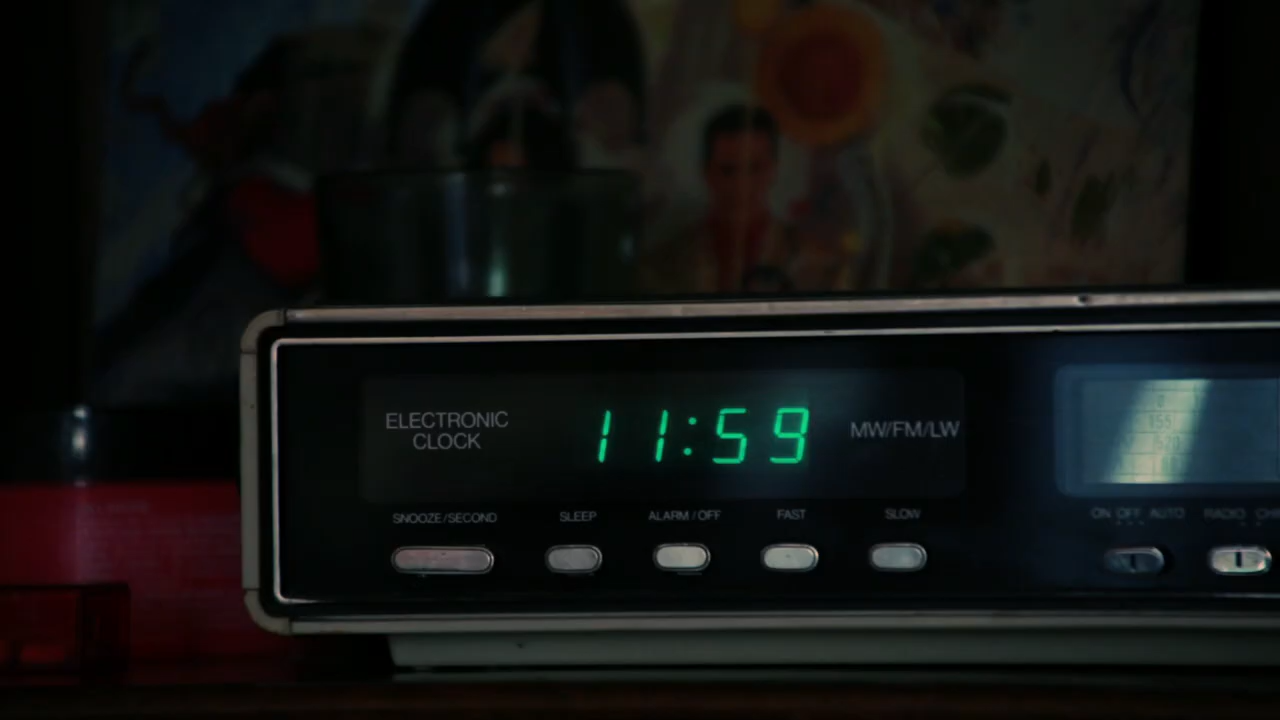 ELECTRONIC
CLOCK
11:59
MW/FM/LW
SNOOZE/SECOND
SLEEP
ALARM/OFF
FAST
SLOW
ON OFF AUTO
RADIO